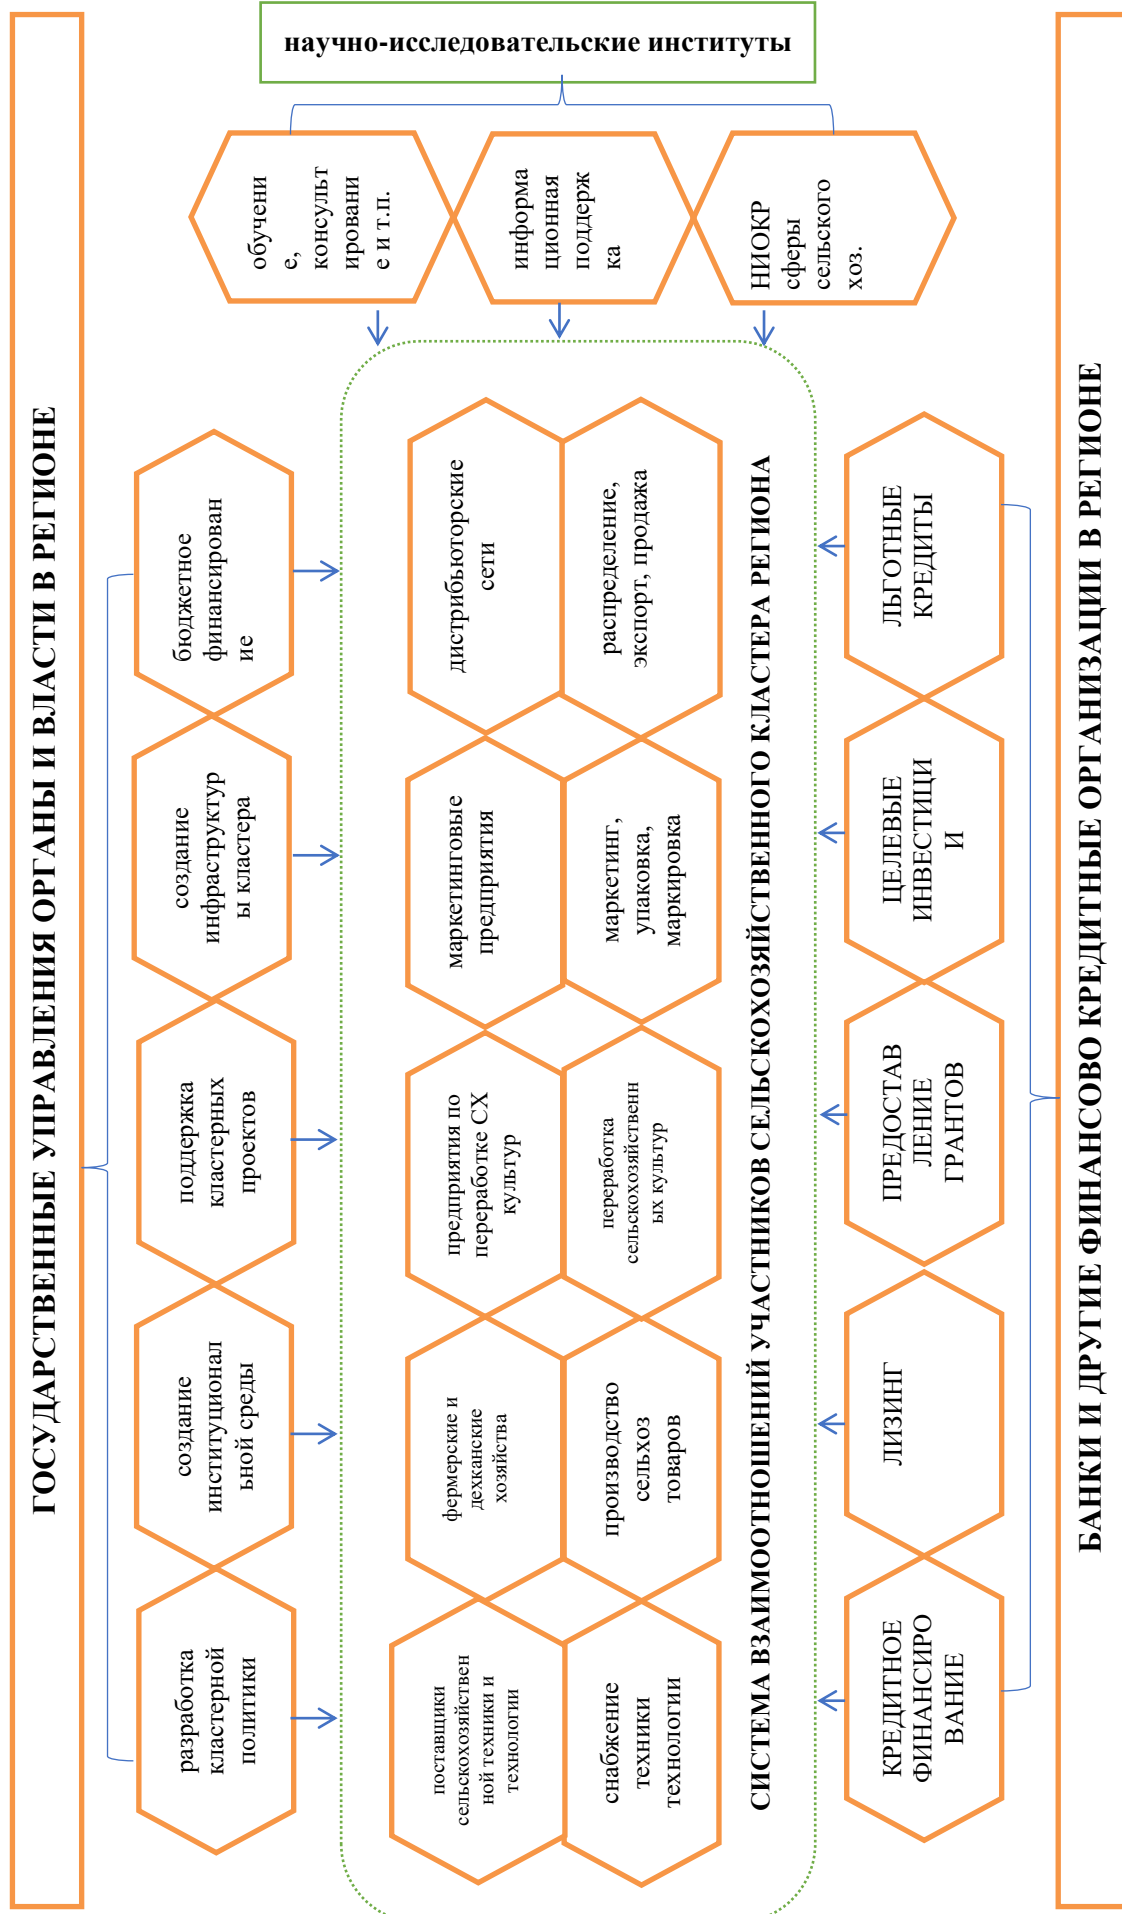 научно-исследовательские институты
ГОСУДАРСТВЕННЫЕ УПРАВЛЕНИЯ ОРГАНЫ И ВЛАСТИ В РЕГИОНЕ
разработка
кластерной
политики
создание
институционал
ьной среды
поддержка
кластерных
проектов
создание
инфраструктур
ы кластера
бюджетное
финансирован
ие
обучени
е,
консульт
ировани
е и т.п.
информа
ционная
поддерж
ка
НИОКР
сферы
сельского
хоз.
поставщики
сельскохозяйствен
ной техники и
технологии
фермерские и
дехканские
хозяйства
предприятия по
переработке СХ
культур
маркетинговые
предприятия
дистрибьюторские
сети
снабжение
техники
технологии
производство
сельхоз
товаров
переработка
сельскохозяйственн
ых культур
маркетинг,
упаковка,
маркировка
распределение,
экспорт, продажа
СИСТЕМА ВЗАИМООТНОШЕНИЙ УЧАСТНИКОВ СЕЛЬСКОХОЗЯЙСТВЕННОГО КЛАСТЕРА РЕГИОНА
КРЕДИТНОЕ
ФИНАНСИРО
ВАНИЕ
ЛИЗИНГ
ПРЕДОСТАВ
ЛЕНИЕ
ГРАНТОВ
ЦЕЛЕВЫЕ
ИНВЕСТИЦИ
И
ЛЬГОТНЫЕ
КРЕДИТЫ
БАНКИ И ДРУГИЕ ФИНАНСОВО КРЕДИТНЫЕ ОРГАНИЗАЦИИ В РЕГИОНЕ